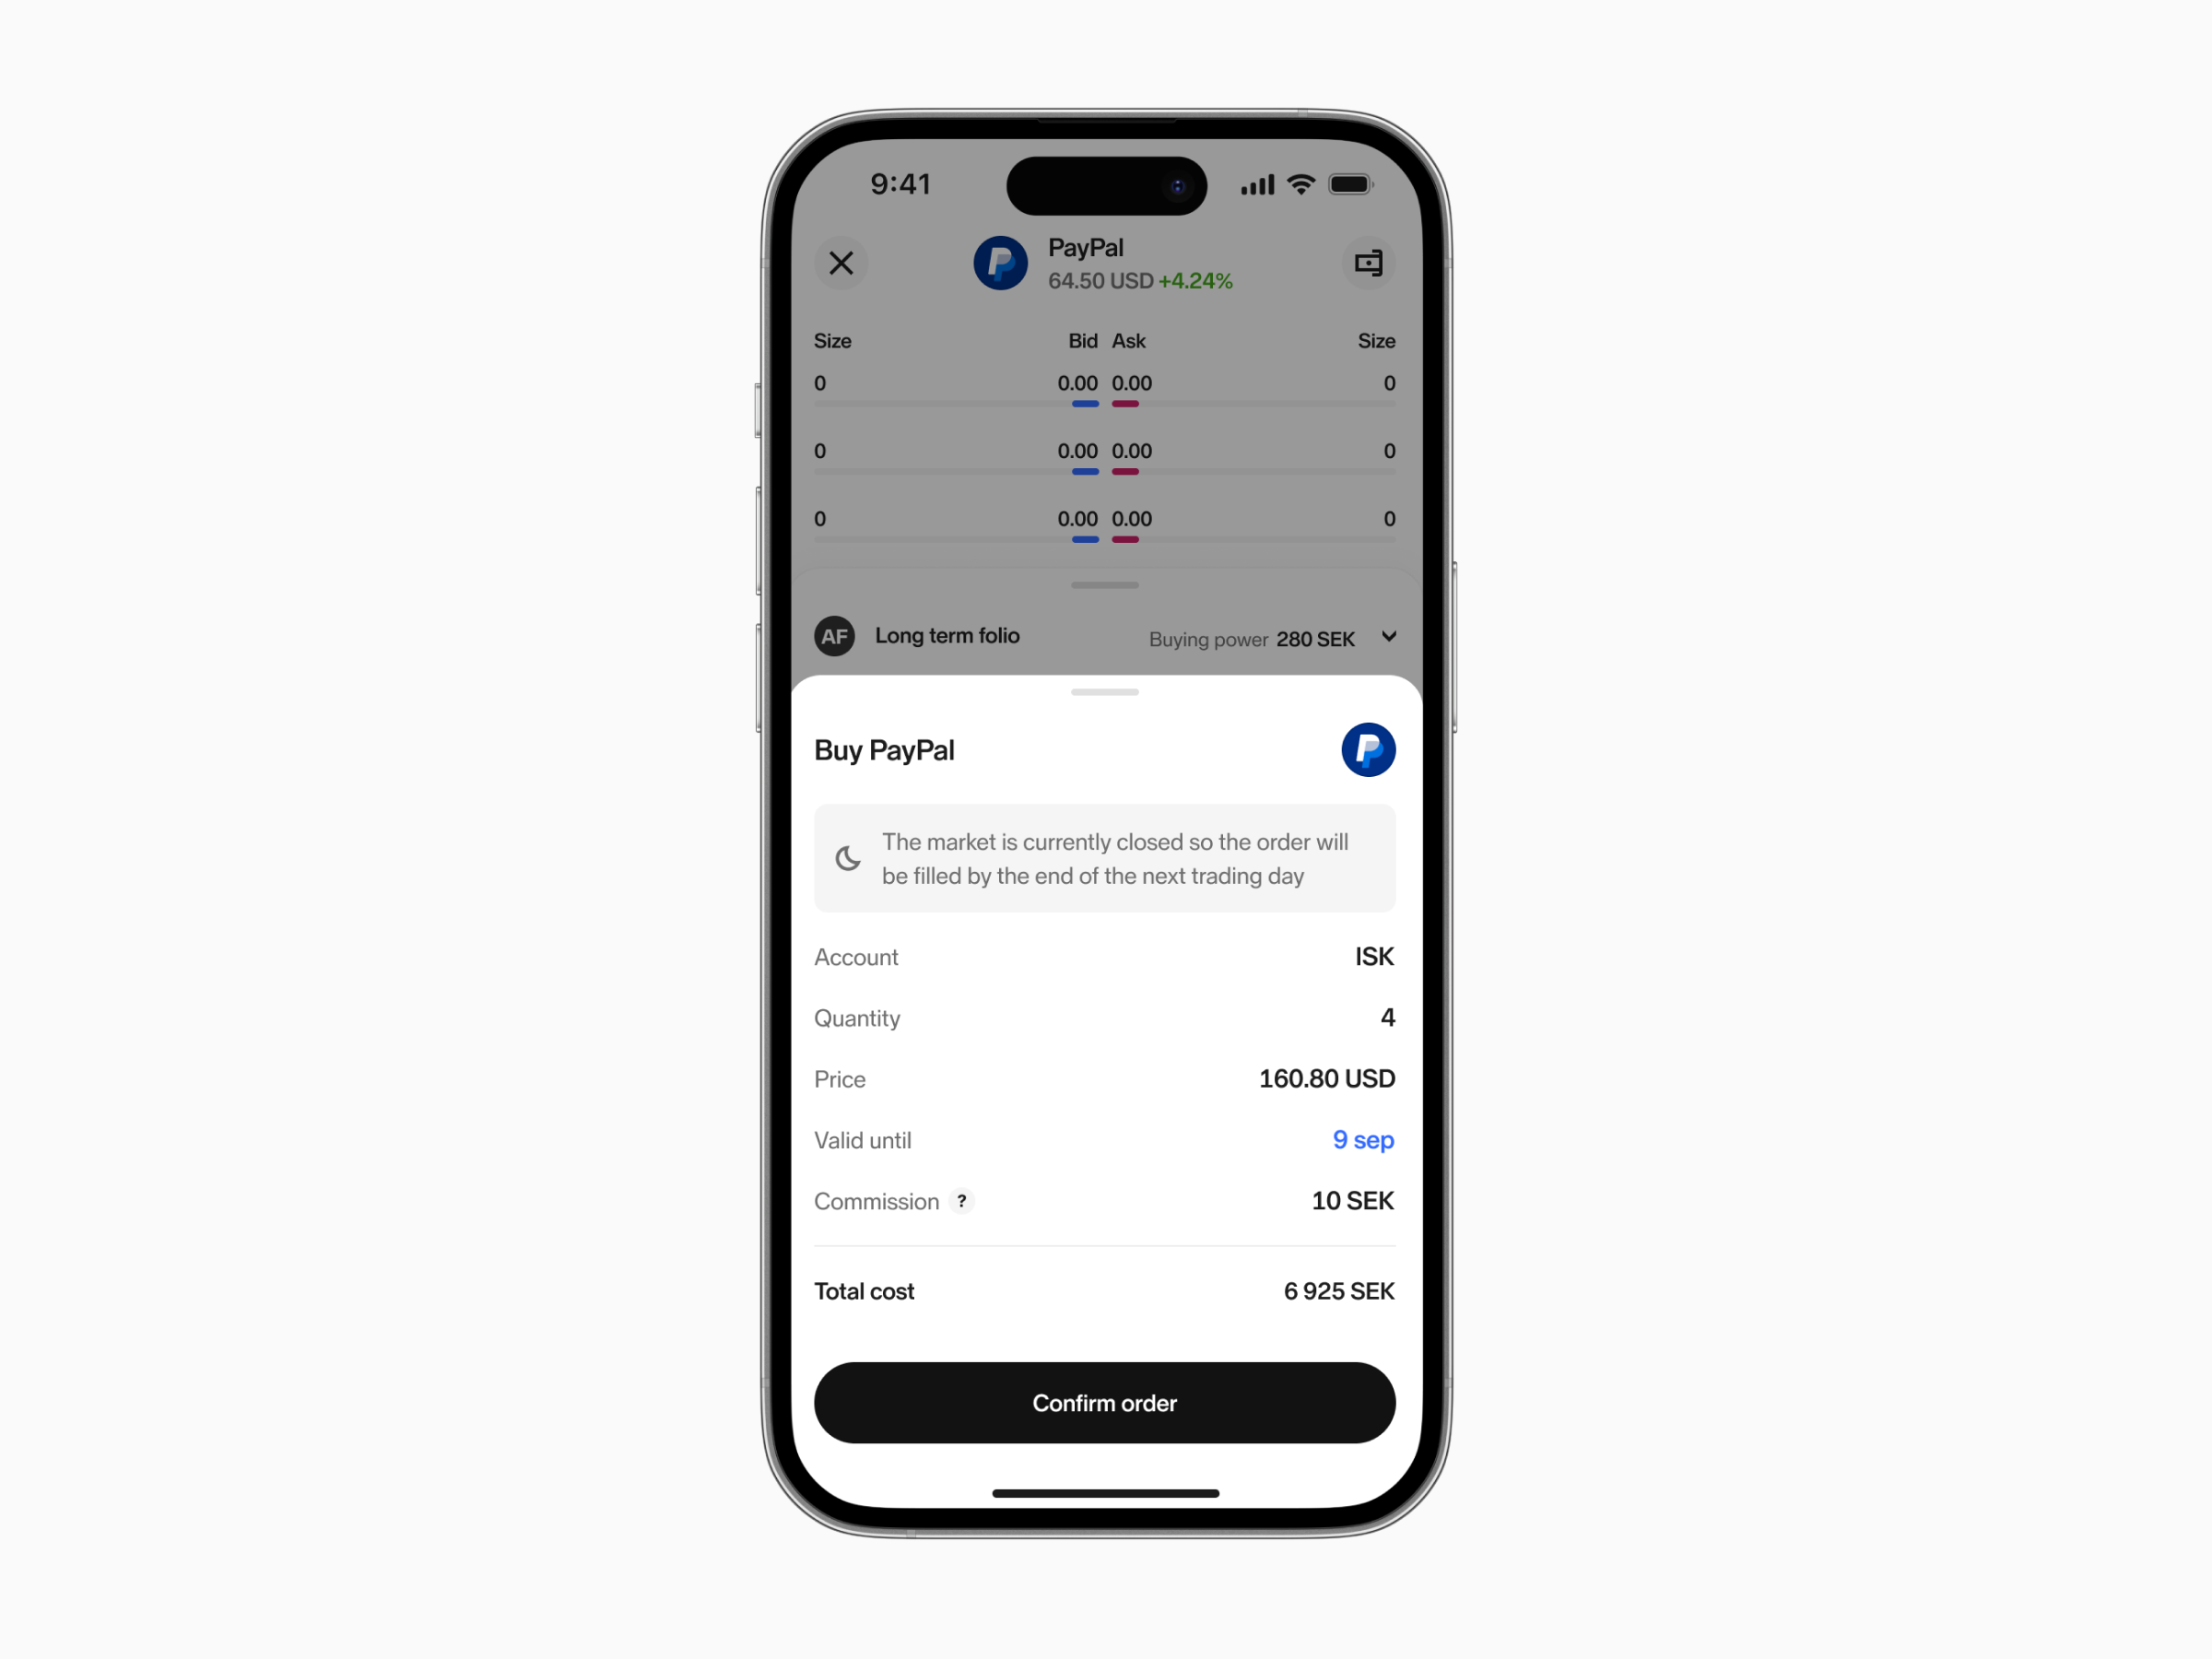 9:41
PayPal
64.50 USD +4.24%
Size Bid Ask Size
0 0.00 0.00 0
0 0.00 0.00 0
0 0.00 0.00 0
AF Long term folio Buying power 280 SEK
Buy PayPal
The market is currently closed so the order will
be filled by the end of the next trading day
Account ISK
Quantity 4
Price 160.80 USD
Valid until 9 sep
Commission ? 10 SEK
Total cost 6 925 SEK
Confirm order